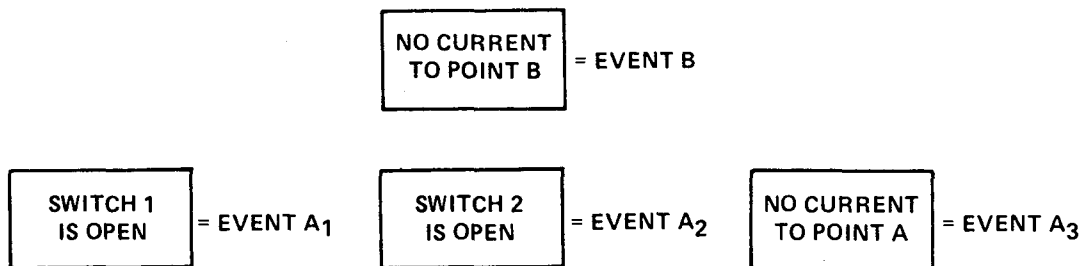 NO CURRENT
TO POINT B
= EVENT B
SWITCH 1
IS OPEN
= EVENT A1
SWITCH 2
IS OPEN
= EVENT A2
NO CURRENT
TO POINT A
= EVENT A3